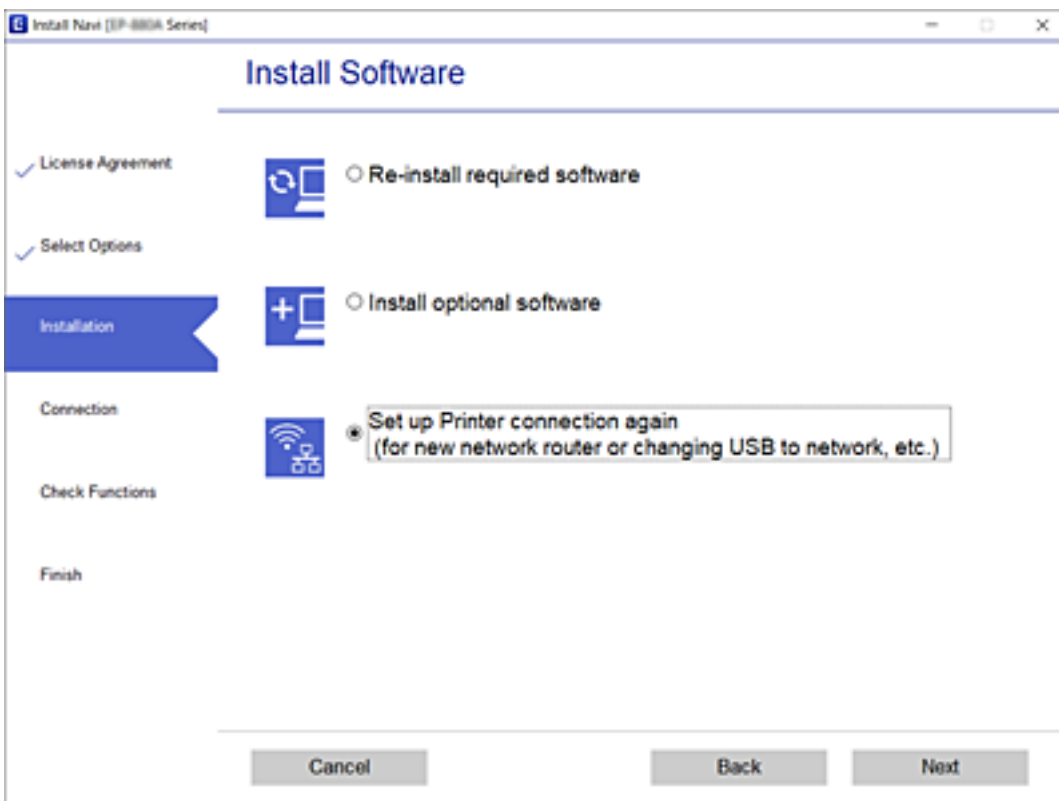 Install Navi [EP-880A Series]
Install Software
License Agreement
Select Options
Installation
Connection
Check Functions
Finish
Re-install required software
Install optional software
Set up Printer connection again
(for new network router or changing USB to network, etc.)
Cancel
Back
Next